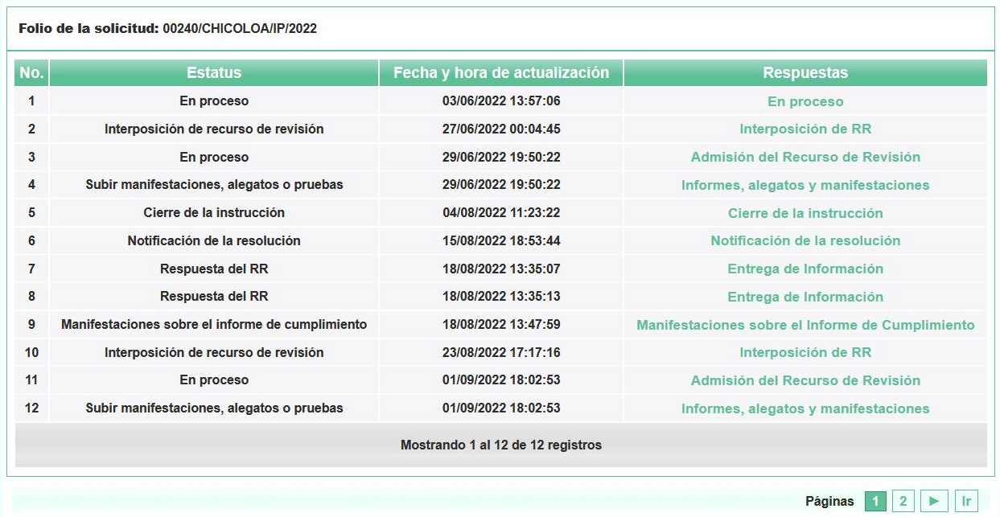 Folio de la solicitud: 00240/CHICOLOA/IP/2022
No. Estatus Fecha y hora de actualización Respuestas
1 En proceso 03/06/2022 13:57:06 En proceso
2 Interposición de recurso de revisión 27/06/2022 00:04:45 Interposición de RR
3 En proceso 29/06/2022 19:50:22 Admisión del Recurso de Revisión
4 Subir manifestaciones, alegatos o pruebas 29/06/2022 19:50:22 Informes, alegatos y manifestaciones
5 Cierre de la instrucción 04/08/2022 11:23:22 Cierre de la instrucción
6 Notificación de la resolución 15/08/2022 18:53:44 Notificación de la resolución
7 Respuesta del RR 18/08/2022 13:35:07 Entrega de Información
8 Respuesta del RR 18/08/2022 13:35:13 Entrega de Información
9 Manifestaciones sobre el informe de cumplimiento 18/08/2022 13:47:59 Manifestaciones sobre el Informe de Cumplimiento
10 Interposición de recurso de revisión 23/08/2022 17:17:16 Interposición de RR
11 En proceso 01/09/2022 18:02:53 Admisión del Recurso de Revisión
12 Subir manifestaciones, alegatos o pruebas 01/09/2022 18:02:53 Informes, alegatos y manifestaciones
Mostrando 1 al 12 de 12 registros
Páginas 1 2 ► Ir